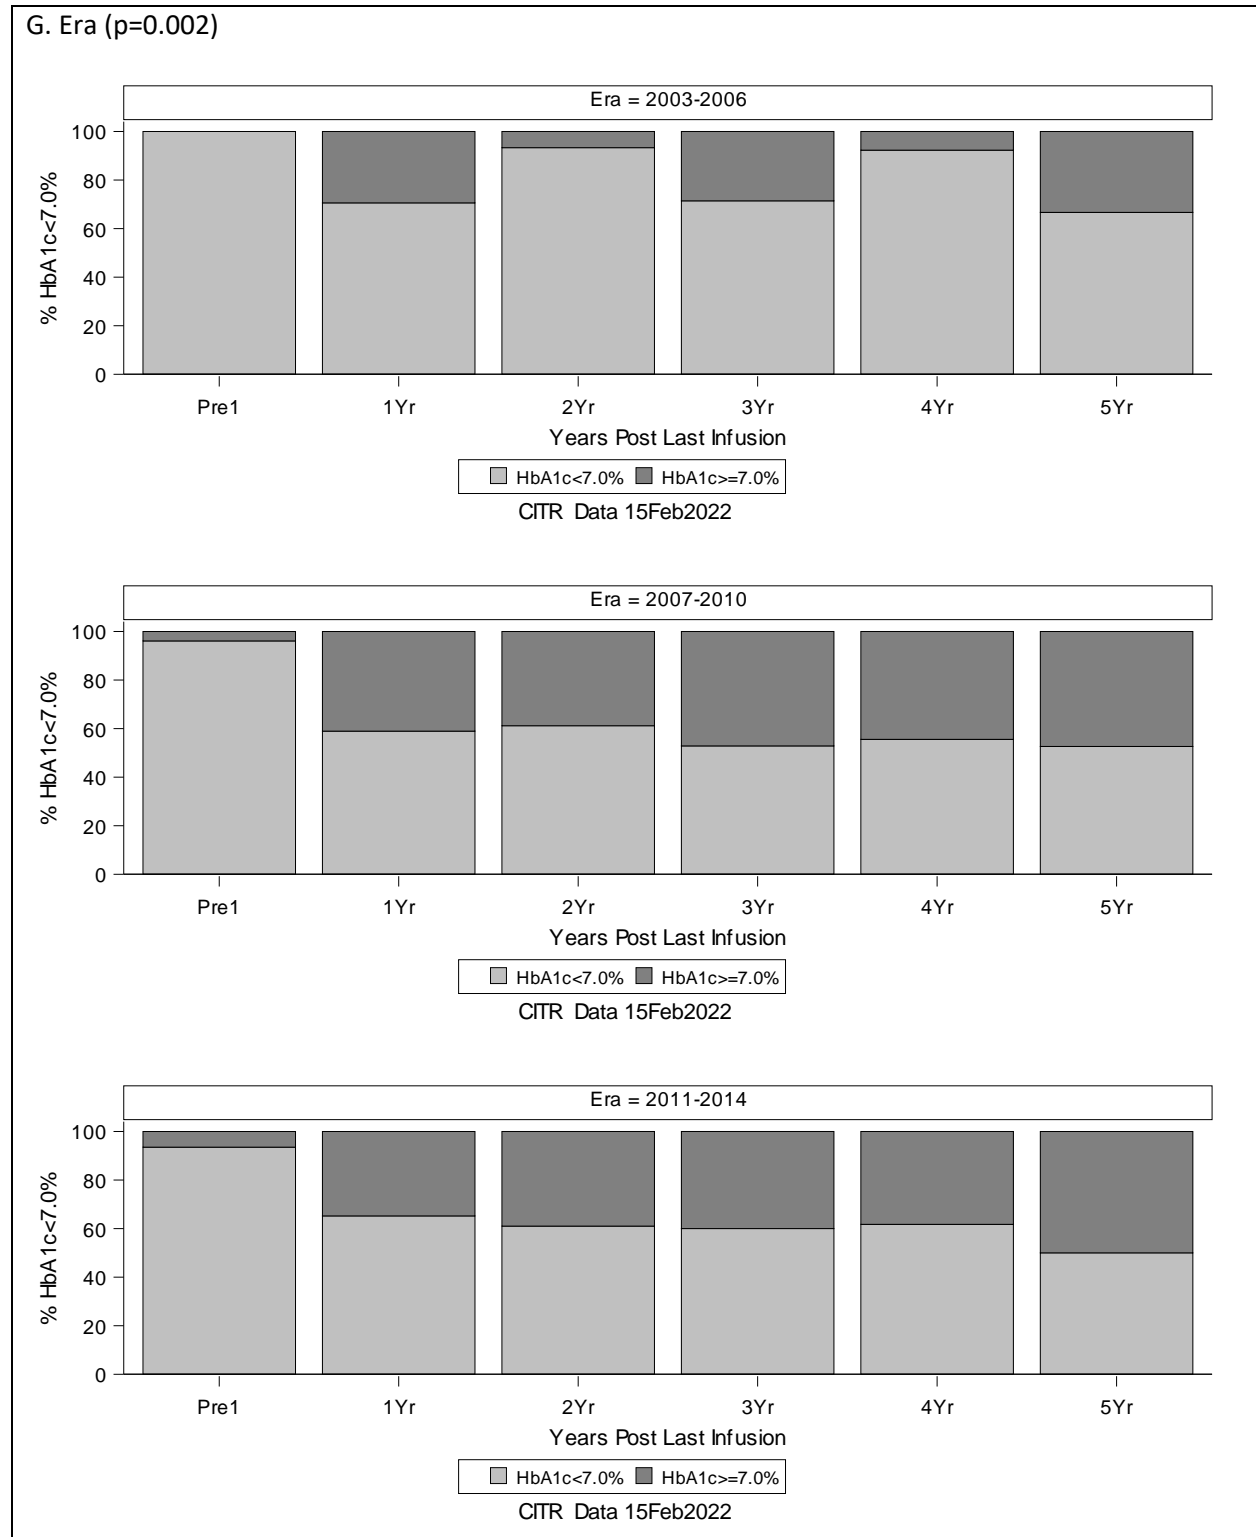 G. Era (p=0.002)
Era = 2003-2006
% HbA1c<7.0%
100
80
60
40
20
0
Pre1 1Yr 2Yr 3Yr 4Yr 5Yr
Years Post Last Infusion
HbA1c<7.0% HbA1c>=7.0%
CITR Data 15Feb2022
Era = 2007-2010
% HbA1c<7.0%
100
80
60
40
20
0
Pre1 1Yr 2Yr 3Yr 4Yr 5Yr
Years Post Last Infusion
HbA1c<7.0% HbA1c>=7.0%
CITR Data 15Feb2022
Era = 2011-2014
% HbA1c<7.0%
100
80
60
40
20
0
Pre1 1Yr 2Yr 3Yr 4Yr 5Yr
Years Post Last Infusion
HbA1c<7.0% HbA1c>=7.0%
CITR Data 15Feb2022